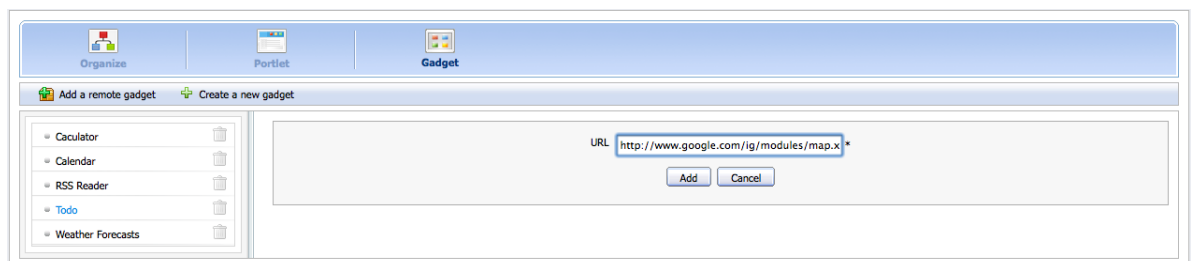 Organize Portlet Gadget
Add a remote gadget Create a new gadget
Caculator
Calendar
RSS Reader
Todo
Weather Forecasts
URL http://www.google.com/ig/modules/map.x *
Add Cancel